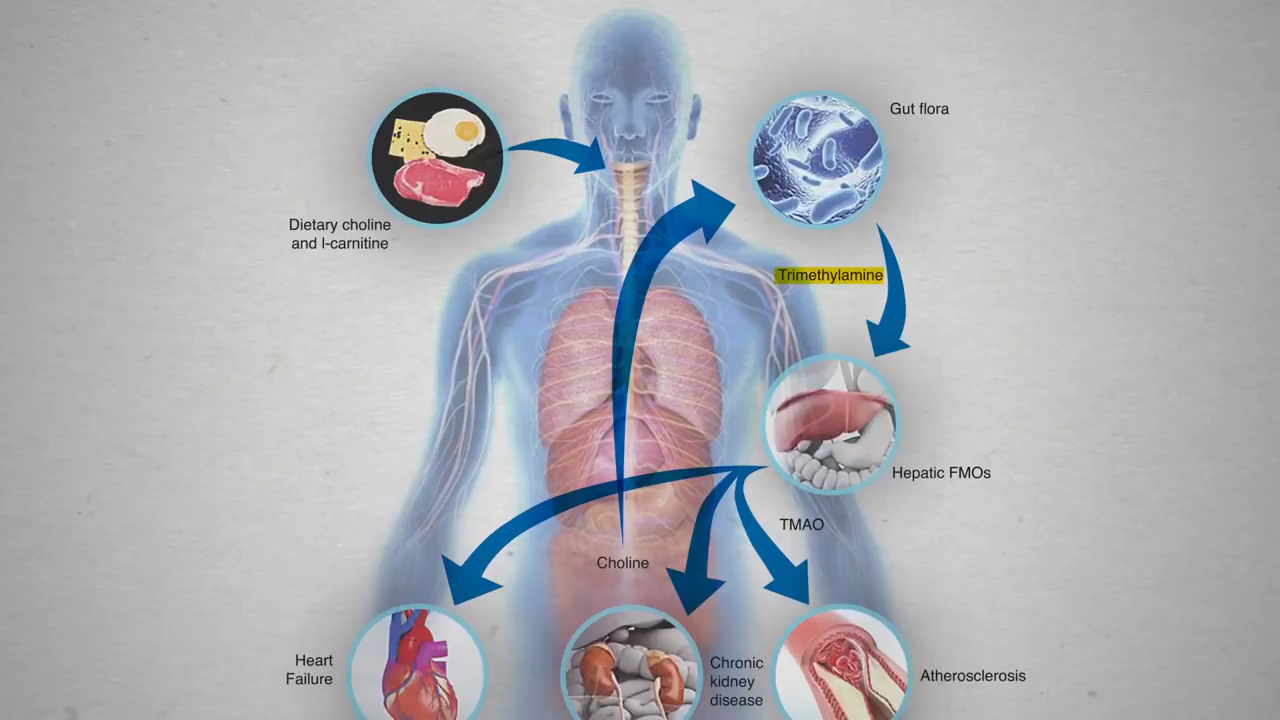 Gut flora
Dietary choline
and l-carnitine
Trimethylamine
Hepatic FMOs
TMAO
Choline
Heart
Failure
Chronic
kidney
disease
Atherosclerosis